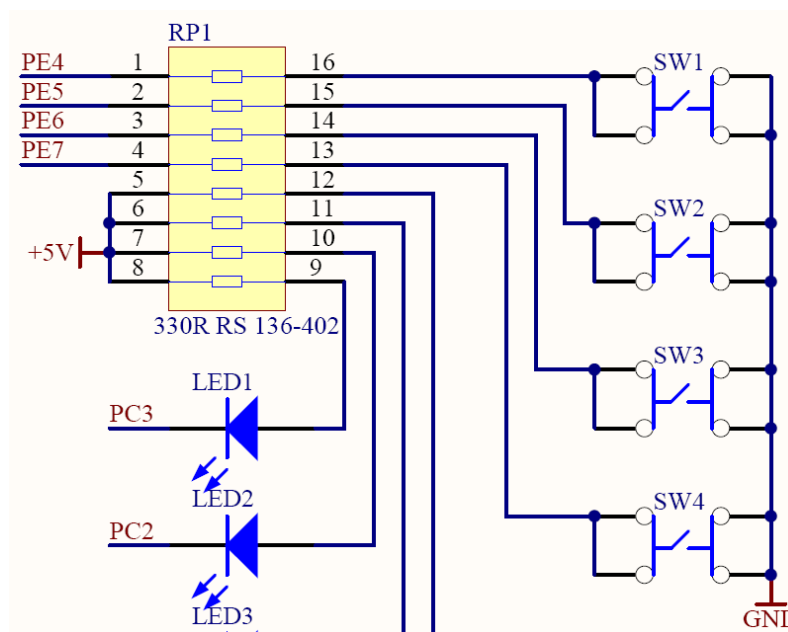 RP1
PE4 1 16 SW1
PE5 2 15
PE6 3 14
PE7 4 13
5 12
6 11 SW2
+5V 7 10
8 9
330R RS 136-402
SW3
LED1
PC3
LED2
SW4
PC2
LED3
GND